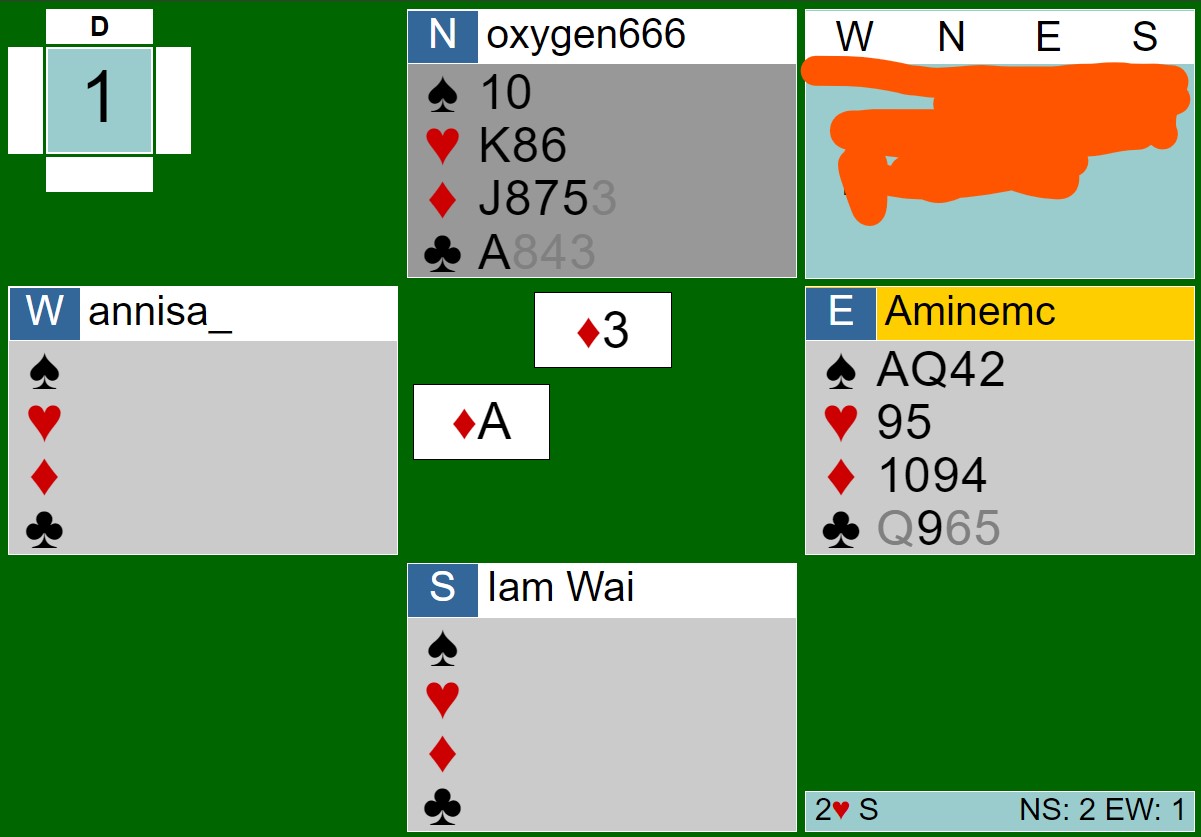 D
1
N oxygen666
♠ 10
♥ K86
♦ J8753
♣ A843
W N E S
W annisa_
♠
♥
♦
♣
♦3
♦A
E Aminemc
♠ AQ42
♥ 95
♦ 1094
♣ Q965
S Iam Wai
♠
♥
♦
♣
2♥ S NS: 2 EW: 1